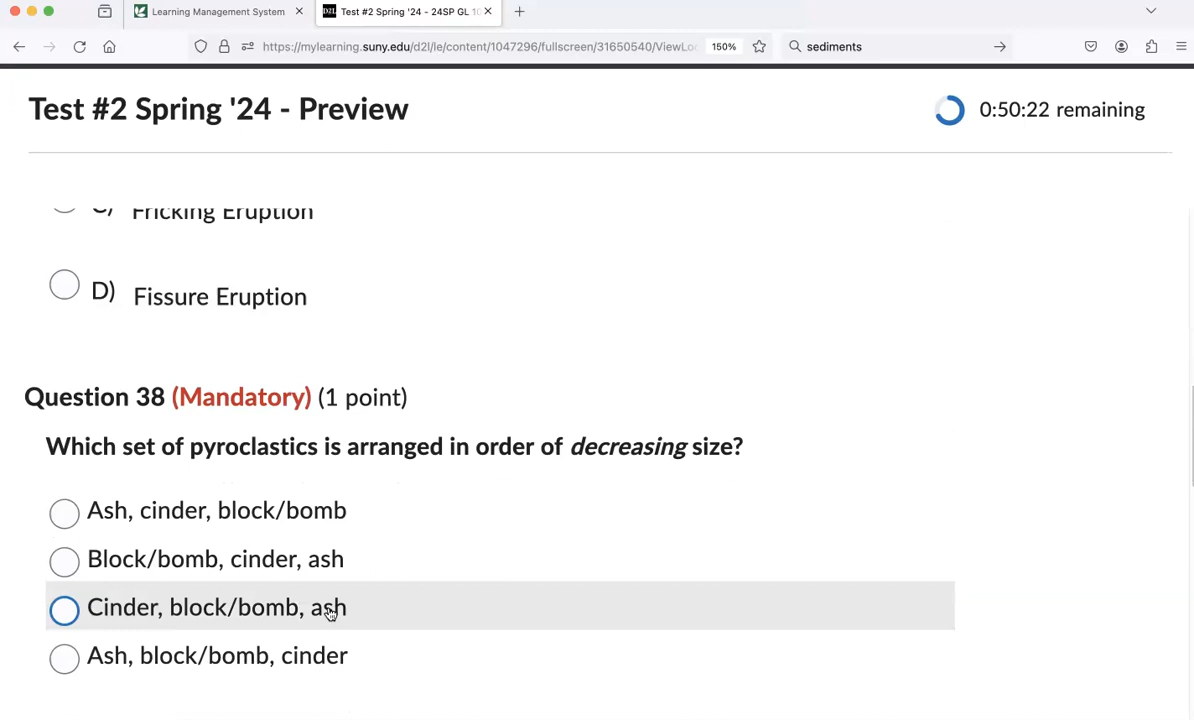 Learning Management System
D2L Test #2 Spring '24 - 24SP GL 10
https://mylearning.suny.edu/d2l/le/content/1047296/fullscreen/31650540/ViewLo
150%
sediments
Test #2 Spring '24 - Preview
0:50:22 remaining
C) Fricking Eruption
D) Fissure Eruption
Question 38 (Mandatory) (1 point)
Which set of pyroclastics is arranged in order of decreasing size?
Ash, cinder, block/bomb
Block/bomb, cinder, ash
Cinder, block/bomb, ash
Ash, block/bomb, cinder